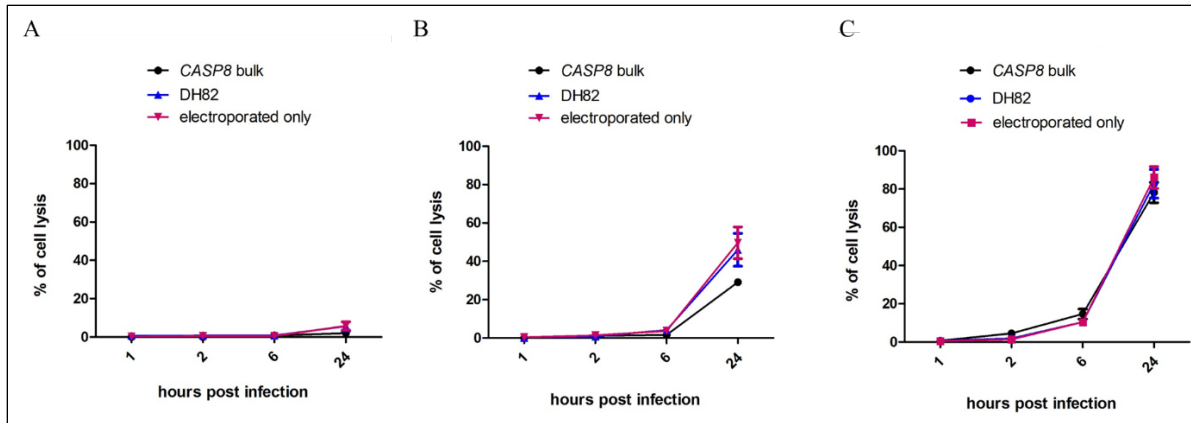 A
CASP8 bulk
DH82
electroporated only
100
80
60
40
20
0
% of cell lysis
1
2
6
24
hours post infection
B
CASP8 bulk
DH82
electroporated only
100
80
60
40
20
0
% of cell lysis
1
2
6
24
hours post infection
C
CASP8 bulk
DH82
electroporated only
100
80
60
40
20
0
% of cell lysis
1
2
6
24
hours post infection